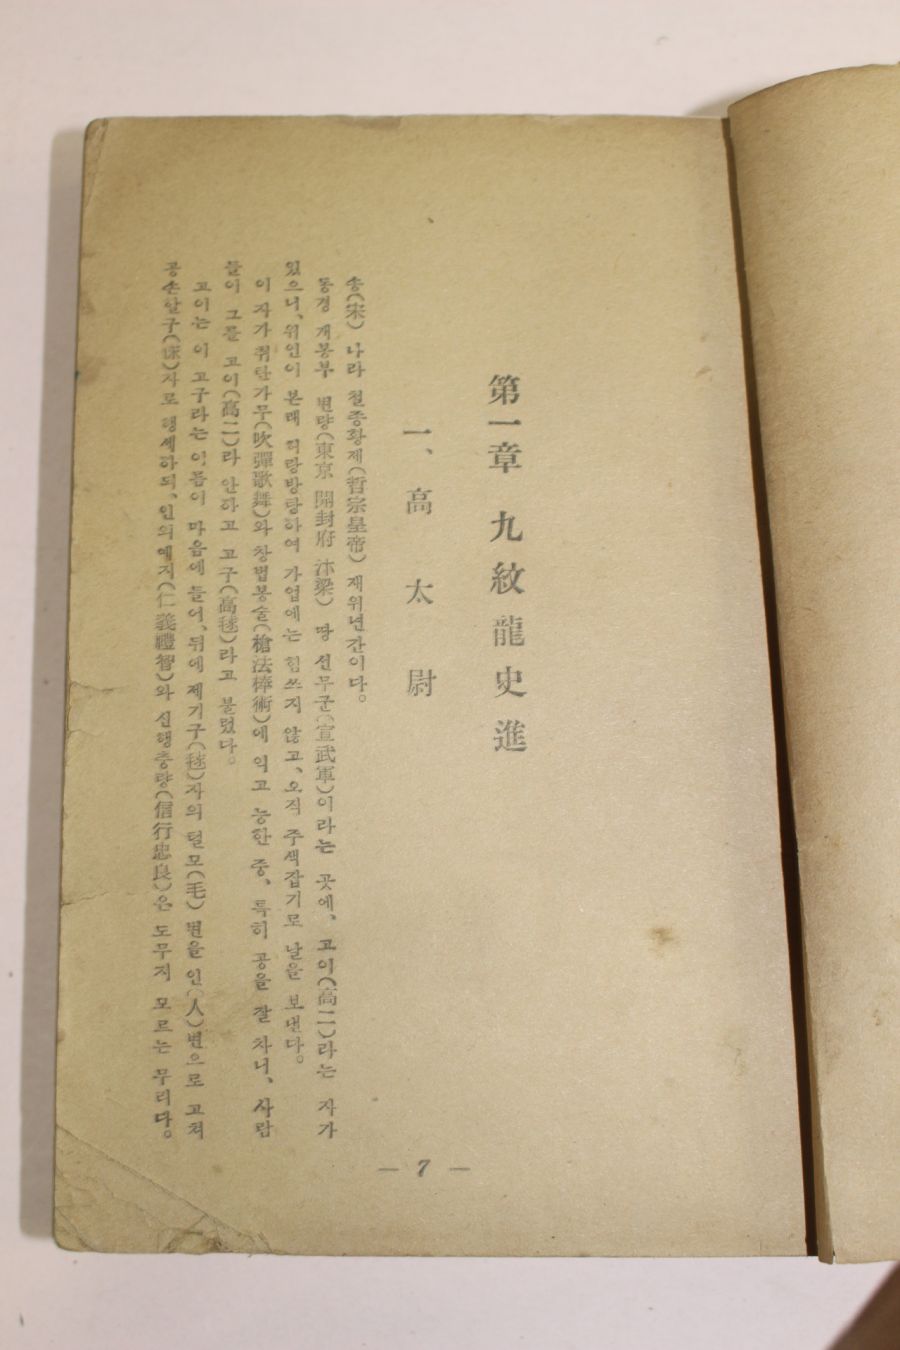 第一章 九紋龍史進
一、高太尉
송(宋) 나라 철종황제(哲宗皇帝) 재위년간이다。
동경 개봉부 변량(東京 開封府 汴梁) 땅 선무군(宣武軍)이라는 곳에、 고이(高二)라는 자가
있으니、위인이 본래 허랑방탕하여 가업에는 힘쓰지 않고、오직 주색잡기로 날을 보낸다。
이 자가 취탄가무(吹彈歌舞)와 창법봉술(槍法棒術)에 익고 능한 중、 특히 공을 잘 차니、 사람
들이 그를 고이(高二)라 안하고 고구(高毬)라고 불렀다。
고이는 이 고구라는 이름이 마음에 들어、뒤에 제기구(毬)자의 털모(毛) 변을 인(人)변으로 고쳐
공손할구(俅)자로 행세하되、인의예지(仁義禮智)와 신행충량(信行忠良)은 도무지 모르는 무리다。
— 7 —